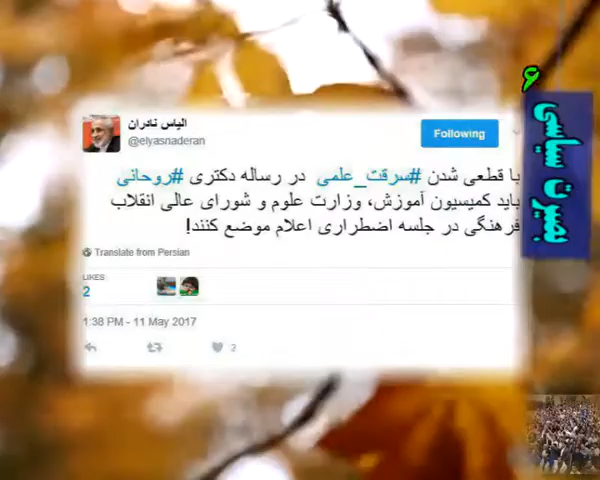 الیاس نادران
@elyasnaderan
Following
با قطعی شدن #سرقت_علمی در رساله دکتری #روحانی
باید کمیسیون آموزش، وزارت علوم و شورای عالی انقلاب
فرهنگی در جلسه اضطراری اعلام موضع کنند!
Translate from Persian
LIKES
2
1:38 PM - 11 May 2017
2
بصیرت سیاسی
۶